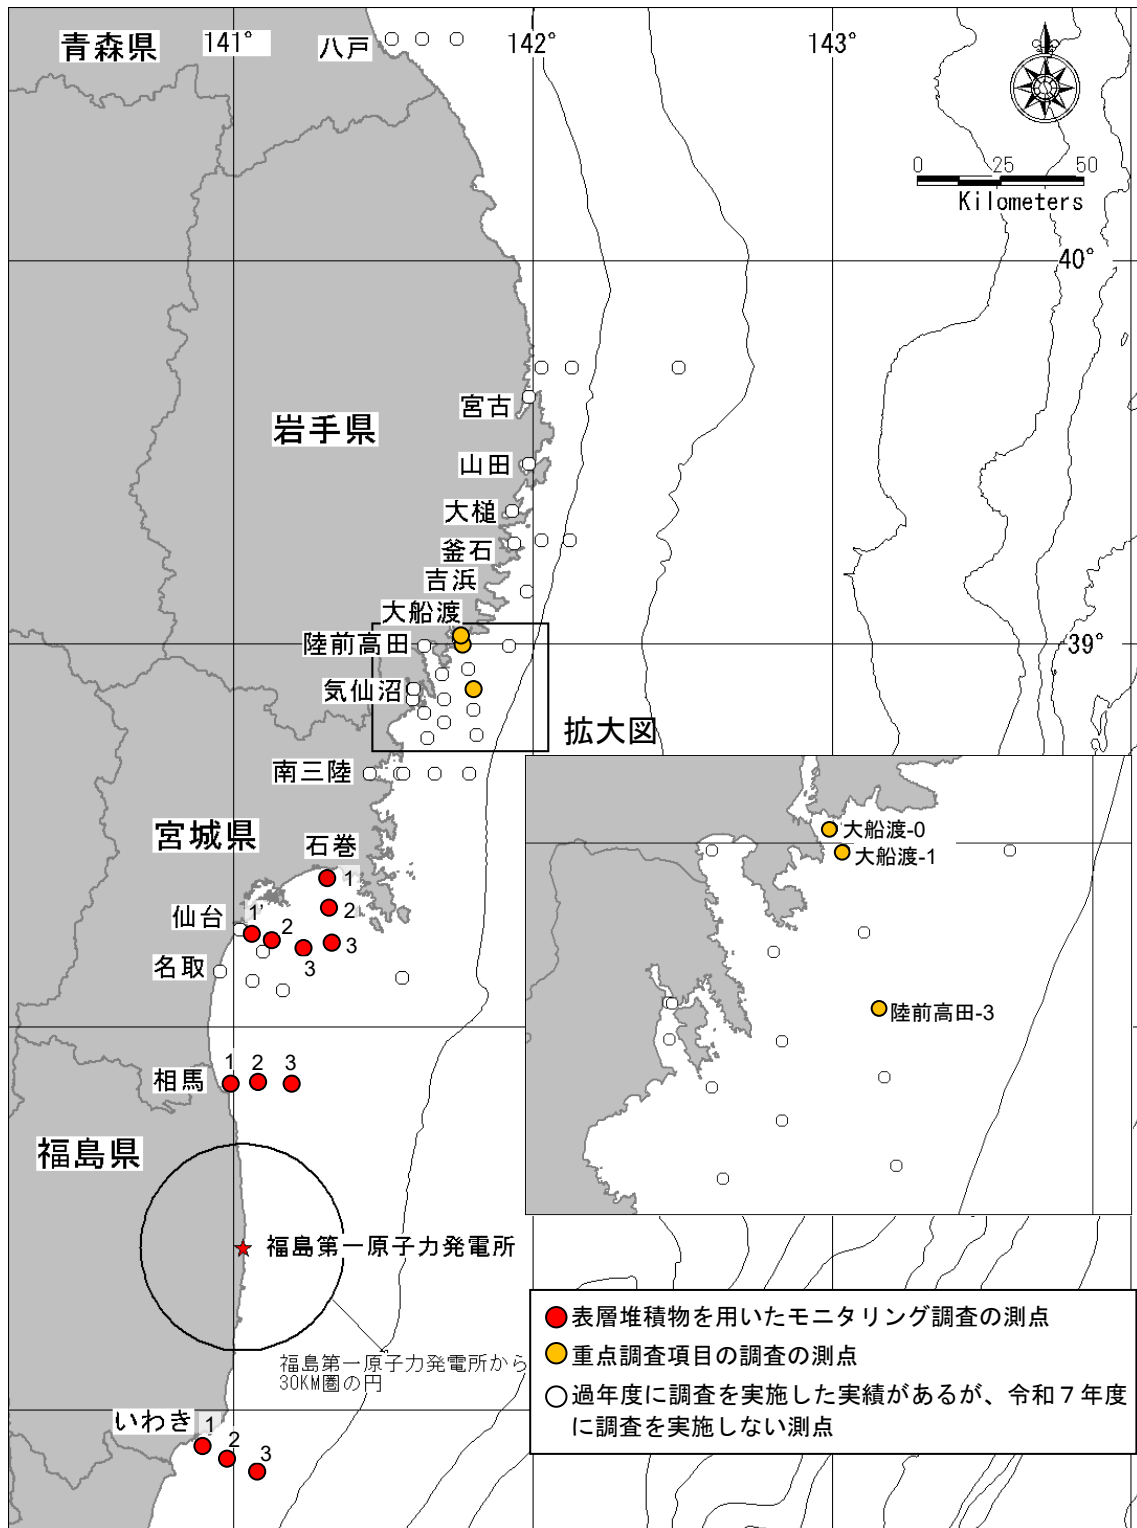 青森県
141°
八戸
142°
143°
0 25 50
Kilometers
40°
宮古
岩手県
山田
大槌
釜石
吉浜
大船渡
陸前高田
39°
気仙沼
拡大図
南三陸
宮城県
石巻
1
2
3
仙台
1'
2
3
名取
大船渡-0
大船渡-1
陸前高田-3
相馬
1 2 3
福島県
福島第一原子力発電所
福島第一原子力発電所から
30KM圏の円
いわき
1
2
3
表層堆積物を用いたモニタリング調査の測点
重点調査項目の調査の測点
過年度に調査を実施した実績があるが、令和７年度
に調査を実施しない測点